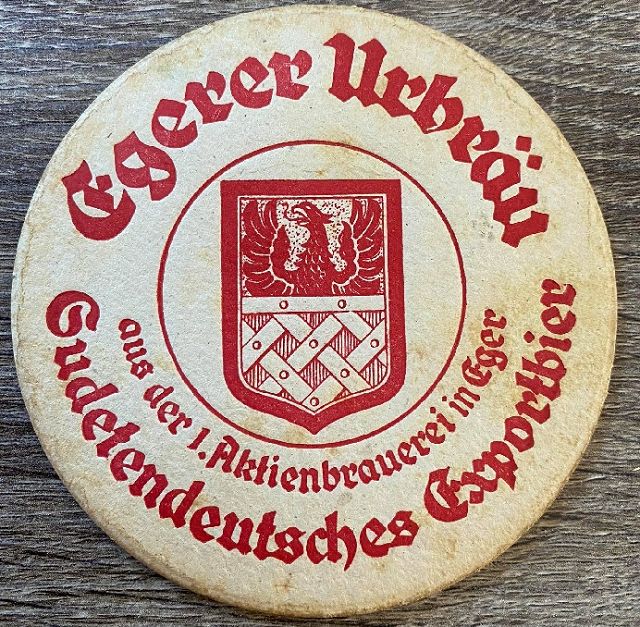 Egerer Urbräu
aus der 1. Aktienbrauerei in Eger
Sudetendeutsches Exportbier